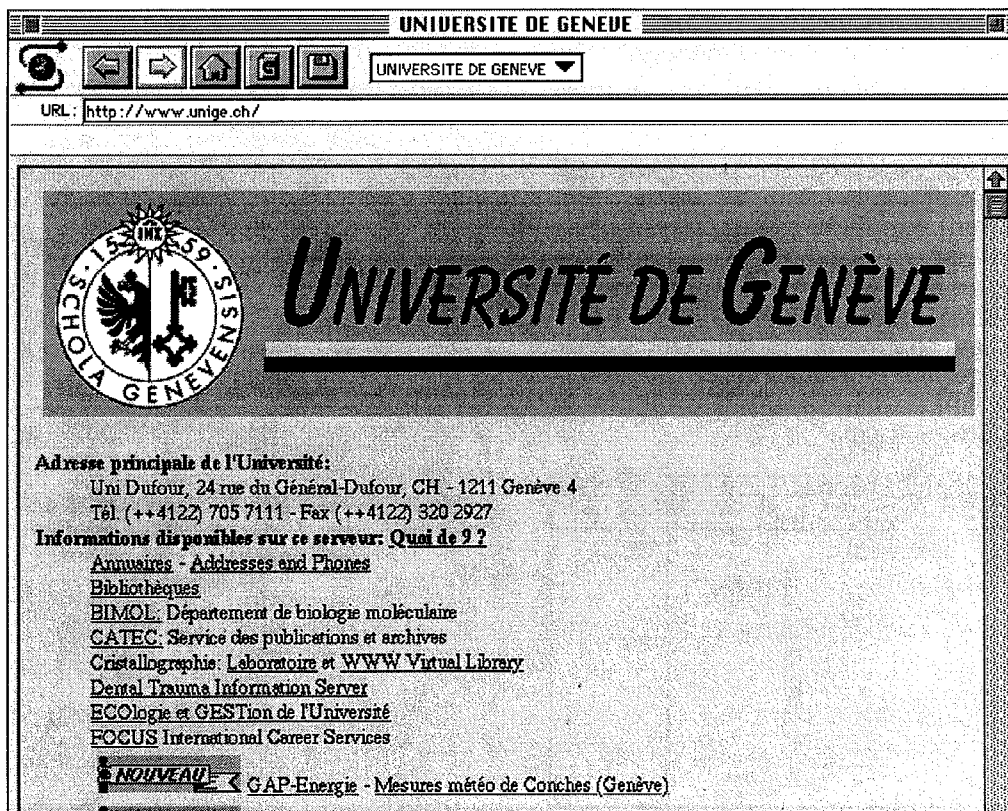 UNIVERSITE DE GENEVE
UNIVERSITE DE GENEVE
URL: http://www.unige.ch/
SCHOLA GENEVENSIS · 15 59 ·
IHΣ
UNIVERSITÉ DE GENÈVE
Adresse principale de l'Université:
Uni Dufour, 24 rue du Général-Dufour, CH - 1211 Genève 4
Tél. (++4122) 705 7111 - Fax (++4122) 320 2927
Informations disponibles sur ce serveur: Quoi de 9 ?
Annuaires - Addresses and Phones
Bibliothèques
BIMOL: Département de biologie moléculaire
CATEC: Service des publications et archives
Cristallographie: Laboratoire et WWW Virtual Library
Dental Trauma Information Server
ECOlogie et GESTion de l'Université
FOCUS International Career Services
NOUVEAU GAP-Energie - Mesures météo de Conches (Genève)